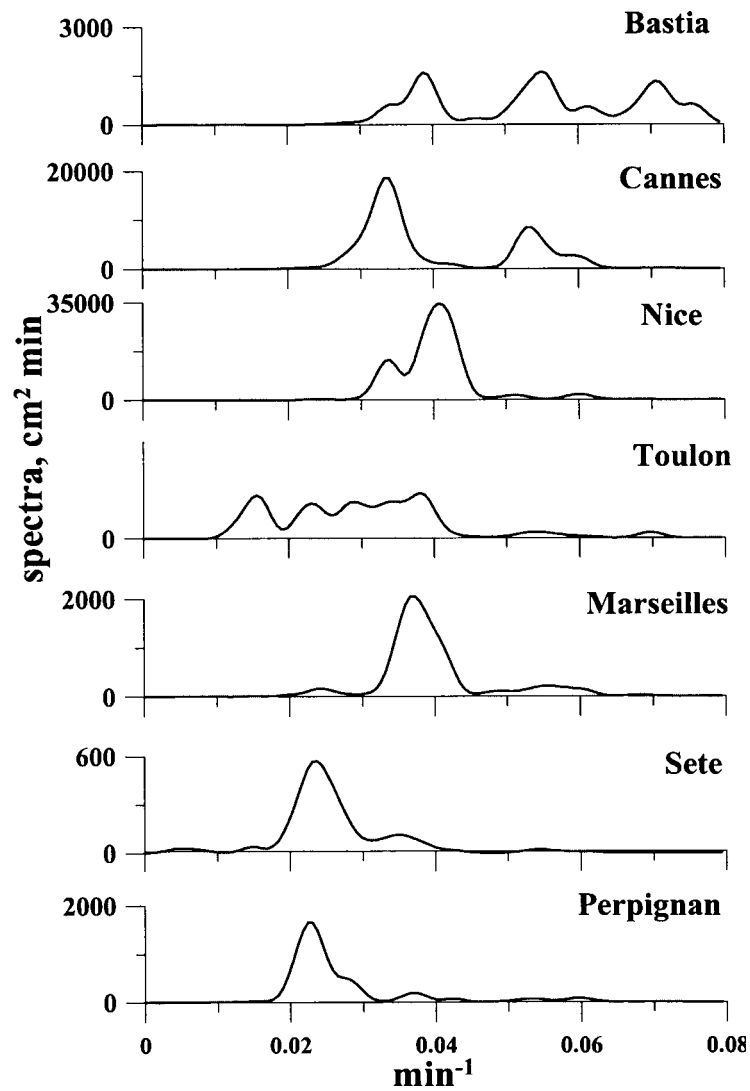 Bastia
3000
0
Cannes
20000
0
Nice
35000
0
Toulon
0
Marseilles
2000
0
Sete
600
0
Perpignan
2000
0
0 0.02 0.04 0.06 0.08
min-1
spectra, cm2 min